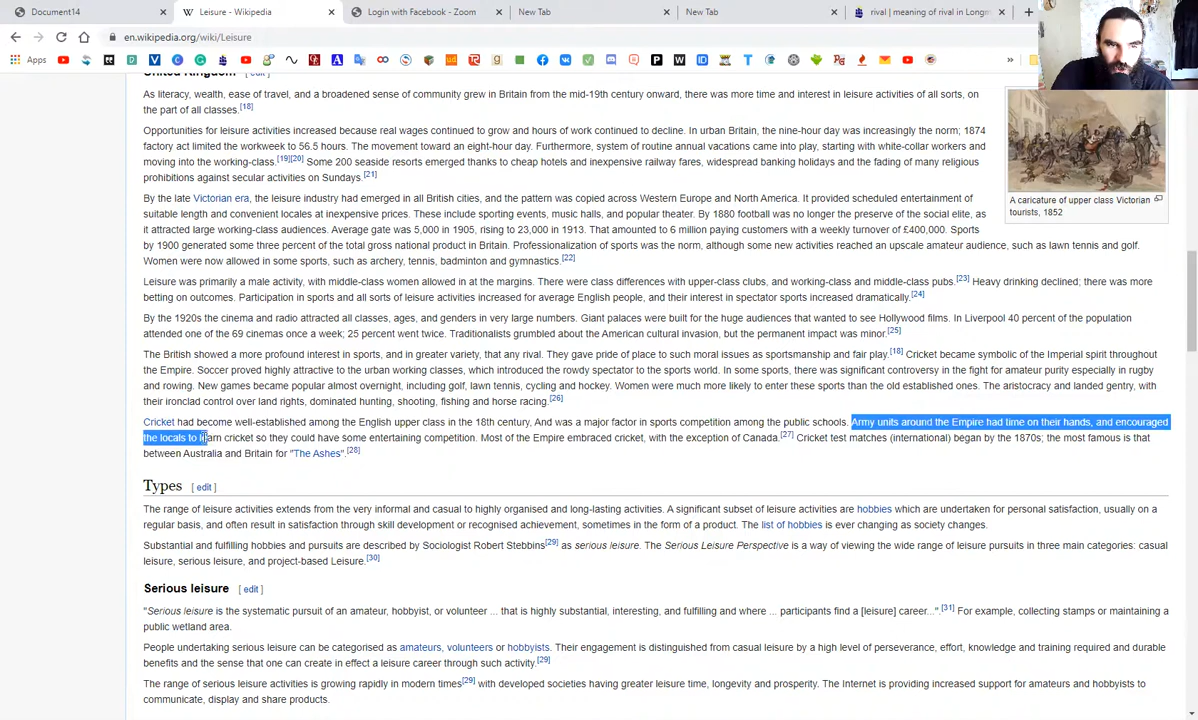 Document14
Leisure - Wikipedia
Login with Facebook - Zoom
New Tab
New Tab
rival | meaning of rival in Longm
en.wikipedia.org/wiki/Leisure
Apps
United Kingdom [ edit ]
As literacy, wealth, ease of travel, and a broadened sense of community grew in Britain from the mid-19th century onward, there was more time and interest in leisure activities of all sorts, on
the part of all classes.[18]
Opportunities for leisure activities increased because real wages continued to grow and hours of work continued to decline. In urban Britain, the nine-hour day was increasingly the norm; 1874
factory act limited the workweek to 56.5 hours. The movement toward an eight-hour day. Furthermore, system of routine annual vacations came into play, starting with white-collar workers and
moving into the working-class.[19][20] Some 200 seaside resorts emerged thanks to cheap hotels and inexpensive railway fares, widespread banking holidays and the fading of many religious
prohibitions against secular activities on Sundays.[21]
By the late Victorian era, the leisure industry had emerged in all British cities, and the pattern was copied across Western Europe and North America. It provided scheduled entertainment of
suitable length and convenient locales at inexpensive prices. These include sporting events, music halls, and popular theater. By 1880 football was no longer the preserve of the social elite, as
it attracted large working-class audiences. Average gate was 5,000 in 1905, rising to 23,000 in 1913. That amounted to 6 million paying customers with a weekly turnover of £400,000. Sports
by 1900 generated some three percent of the total gross national product in Britain. Professionalization of sports was the norm, although some new activities reached an upscale amateur audience, such as lawn tennis and golf.
Women were now allowed in some sports, such as archery, tennis, badminton and gymnastics.[22]
A caricature of upper class Victorian
tourists, 1852
Leisure was primarily a male activity, with middle-class women allowed in at the margins. There were class differences with upper-class clubs, and working-class and middle-class pubs.[23] Heavy drinking declined; there was more
betting on outcomes. Participation in sports and all sorts of leisure activities increased for average English people, and their interest in spectator sports increased dramatically.[24]
By the 1920s the cinema and radio attracted all classes, ages, and genders in very large numbers. Giant palaces were built for the huge audiences that wanted to see Hollywood films. In Liverpool 40 percent of the population
attended one of the 69 cinemas once a week; 25 percent went twice. Traditionalists grumbled about the American cultural invasion, but the permanent impact was minor.[25]
The British showed a more profound interest in sports, and in greater variety, that any rival. They gave pride of place to such moral issues as sportsmanship and fair play.[18] Cricket became symbolic of the Imperial spirit throughout
the Empire. Soccer proved highly attractive to the urban working classes, which introduced the rowdy spectator to the sports world. In some sports, there was significant controversy in the fight for amateur purity especially in rugby
and rowing. New games became popular almost overnight, including golf, lawn tennis, cycling and hockey. Women were much more likely to enter these sports than the old established ones. The aristocracy and landed gentry, with
their ironclad control over land rights, dominated hunting, shooting, fishing and horse racing.[26]
Cricket had become well-established among the English upper class in the 18th century, And was a major factor in sports competition among the public schools. Army units around the Empire had time on their hands, and encouraged
the locals to learn cricket so they could have some entertaining competition. Most of the Empire embraced cricket, with the exception of Canada.[27] Cricket test matches (international) began by the 1870s; the most famous is that
between Australia and Britain for "The Ashes".[28]
Types [ edit ]
The range of leisure activities extends from the very informal and casual to highly organised and long-lasting activities. A significant subset of leisure activities are hobbies which are undertaken for personal satisfaction, usually on a
regular basis, and often result in satisfaction through skill development or recognised achievement, sometimes in the form of a product. The list of hobbies is ever changing as society changes.
Substantial and fulfilling hobbies and pursuits are described by Sociologist Robert Stebbins[29] as serious leisure. The Serious Leisure Perspective is a way of viewing the wide range of leisure pursuits in three main categories: casual
leisure, serious leisure, and project-based Leisure.[30]
Serious leisure [ edit ]
"Serious leisure is the systematic pursuit of an amateur, hobbyist, or volunteer ... that is highly substantial, interesting, and fulfilling and where ... participants find a [leisure] career...".[31] For example, collecting stamps or maintaining a
public wetland area.
People undertaking serious leisure can be categorised as amateurs, volunteers or hobbyists. Their engagement is distinguished from casual leisure by a high level of perseverance, effort, knowledge and training required and durable
benefits and the sense that one can create in effect a leisure career through such activity.[29]
The range of serious leisure activities is growing rapidly in modern times[29] with developed societies having greater leisure time, longevity and prosperity. The Internet is providing increased support for amateurs and hobbyists to
communicate, display and share products.